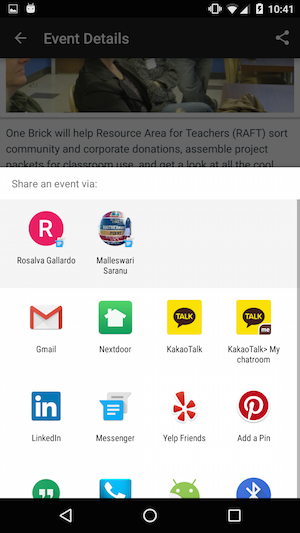 10:41
Event Details
One Brick will help Resource Area for Teachers (RAFT) sort
community and corporate donations, assemble project
packets for classroom use, and get a look at all the cool
Share an event via:
R
Rosalva Gallardo
Malleswari
Saranu
Gmail
Nextdoor
TALK
KakaoTalk
TALK
me
KakaoTalk> My
chatroom
in
LinkedIn
Messenger
Yelp Friends
Add a Pin